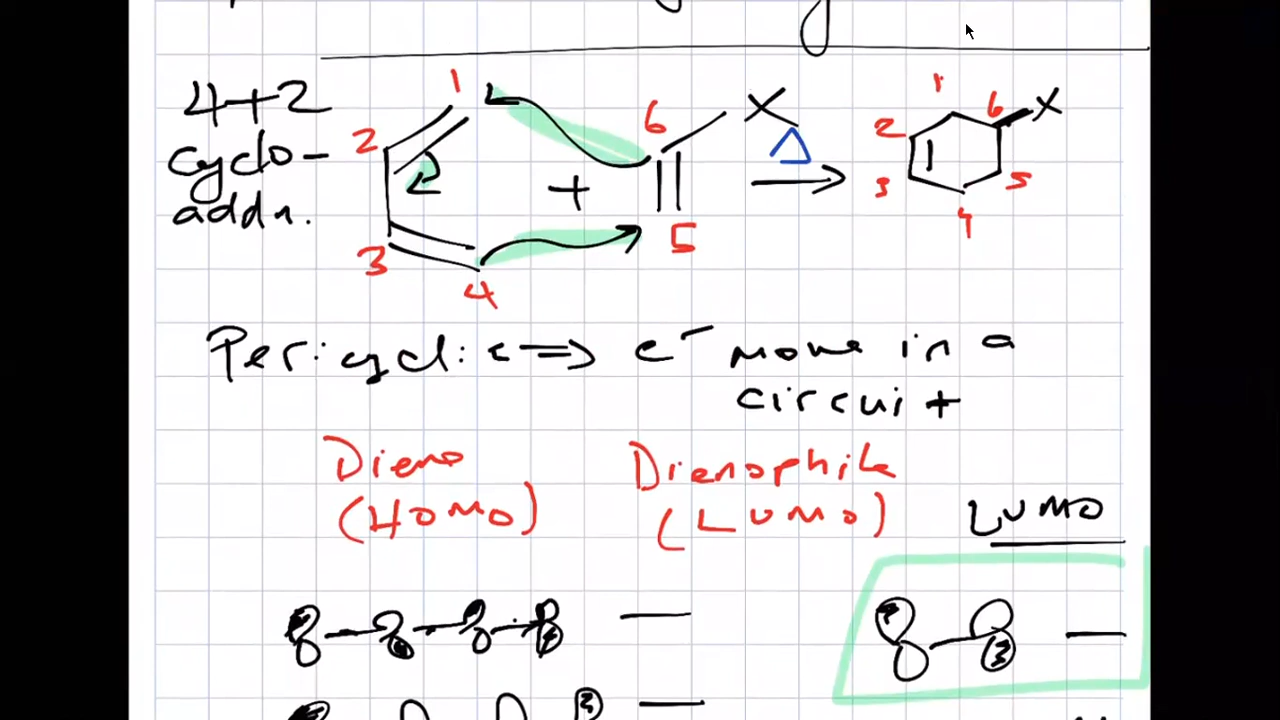 4+2
cyclo-
addn.
1
2
3
4
+
6
5
X
Δ
1
2
3
4
5
6
X
Pericyclic ⇒ e⁻ move in a
circuit
Diene
(HOMO)
Dienophile
(LUMO)
LUMO